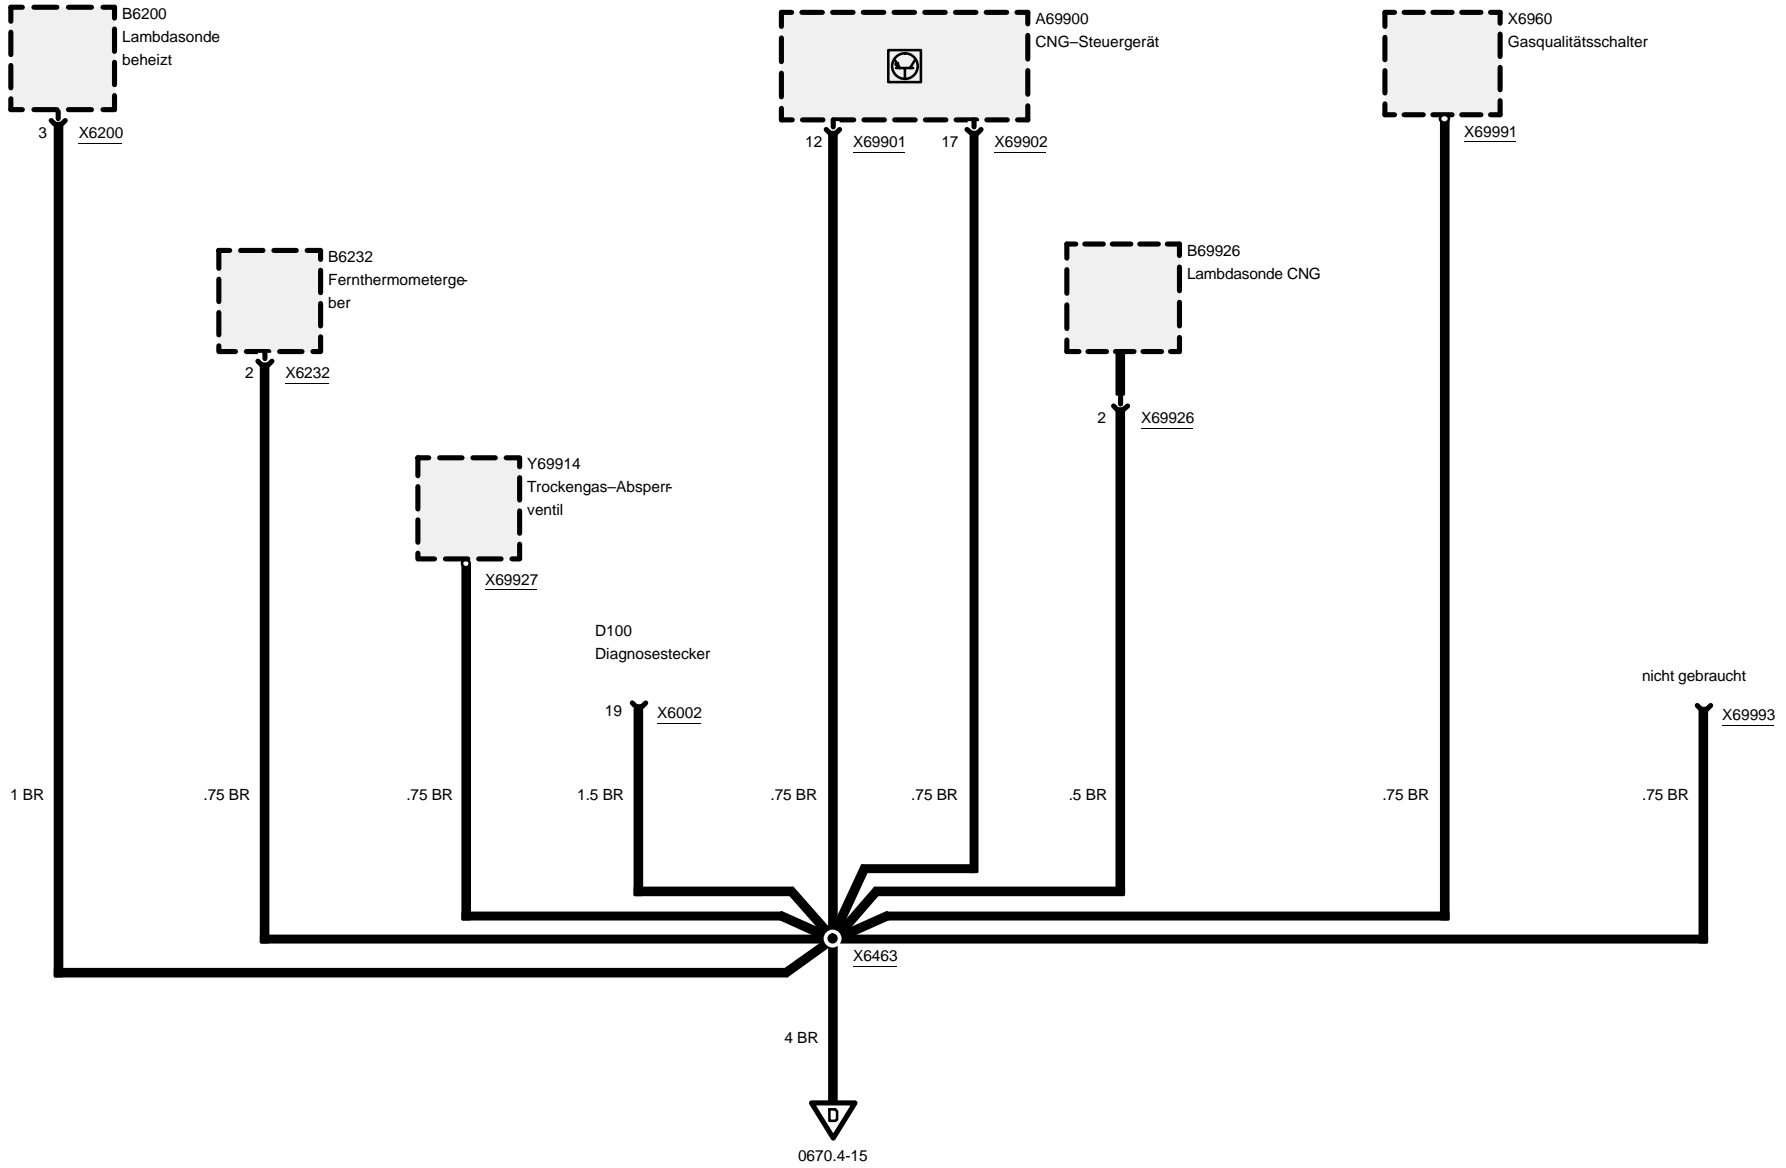 B6200
Lambdasonde
beheizt
3 X6200
A69900
CNG–Steuergerät
12 X69901
17 X69902
X6960
Gasqualitätsschalter
X69991
B6232
Fernthermometerge-
ber
2 X6232
B69926
Lambdasonde CNG
2 X69926
Y69914
Trockengas–Absperr-
ventil
X69927
D100
Diagnosestecker
19 X6002
nicht gebraucht
X69993
1 BR
.75 BR
.75 BR
1.5 BR
.75 BR
.75 BR
.5 BR
.75 BR
.75 BR
X6463
4 BR
D
0670.4-15